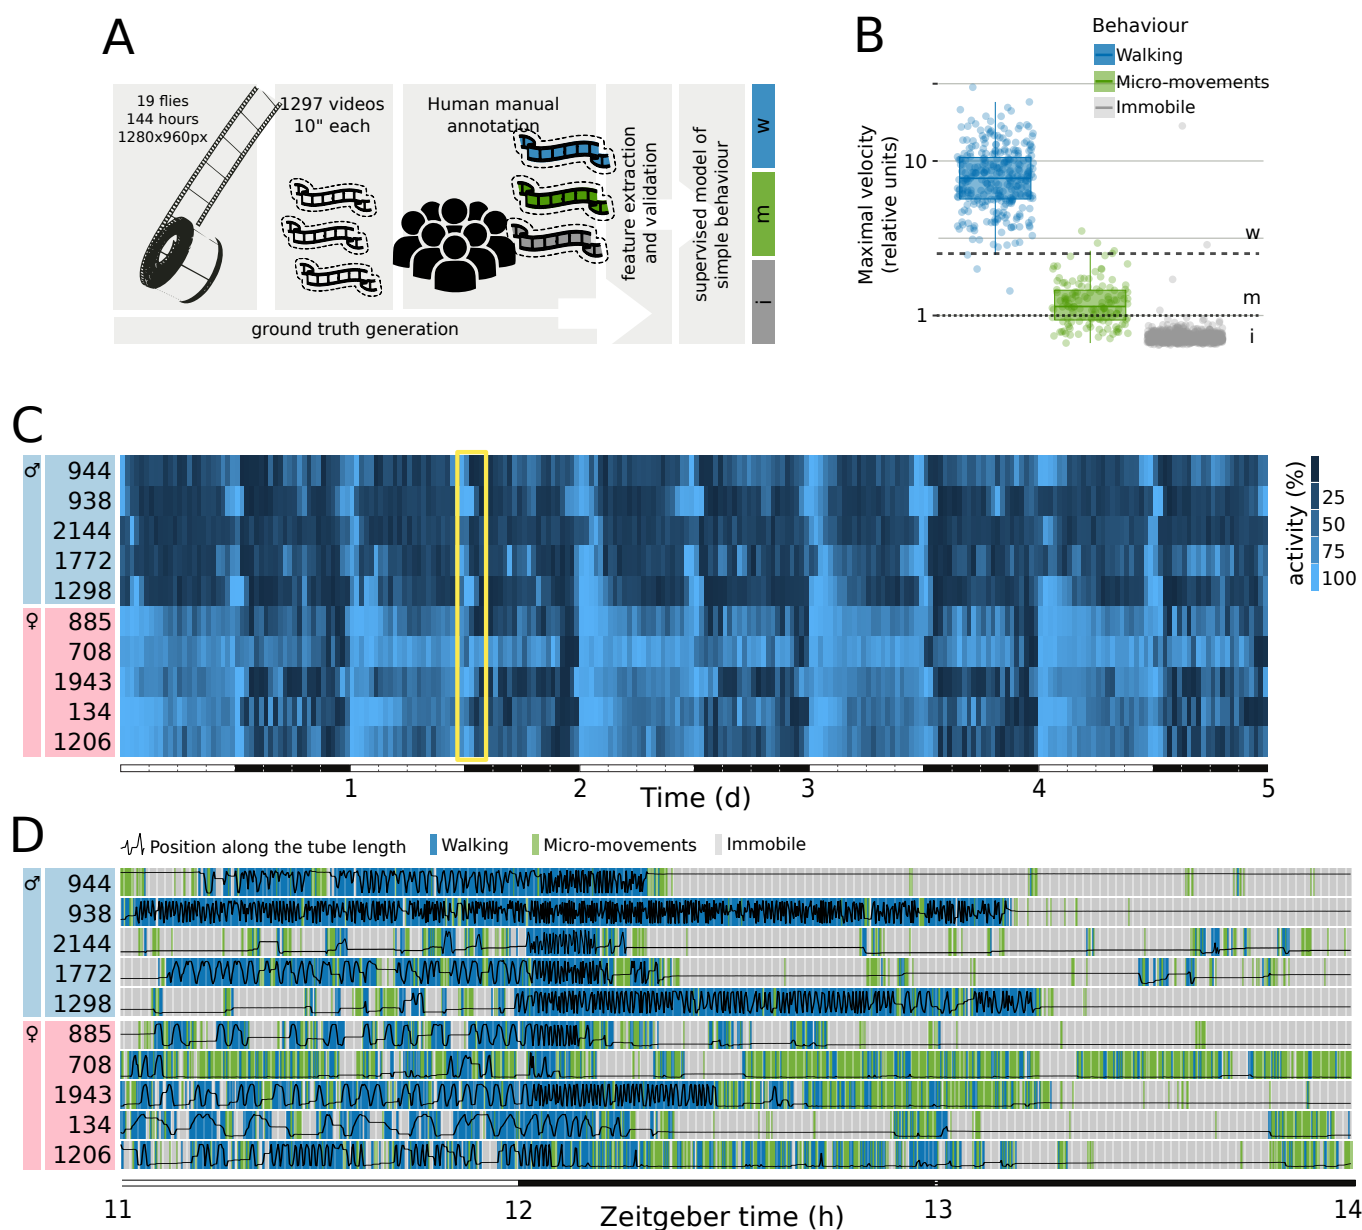 A
19 flies
144 hours
1280x960px
1297 videos
10" each
Human manual
annotation
ground truth generation
feature extraction
and validation
supervised model of
simple behaviour
w
m
i
B
Behaviour
Walking
Micro-movements
Immobile
Maximal velocity
(relative units)
10
1
w
m
i
C
♂
944
938
2144
1772
1298
♀
885
708
1943
134
1206
1
2
3
4
5
Time (d)
activity (%)
25
50
75
100
D
Position along the tube length
Walking
Micro-movements
Immobile
♂
944
938
2144
1772
1298
♀
885
708
1943
134
1206
11
12
13
14
Zeitgeber time (h)